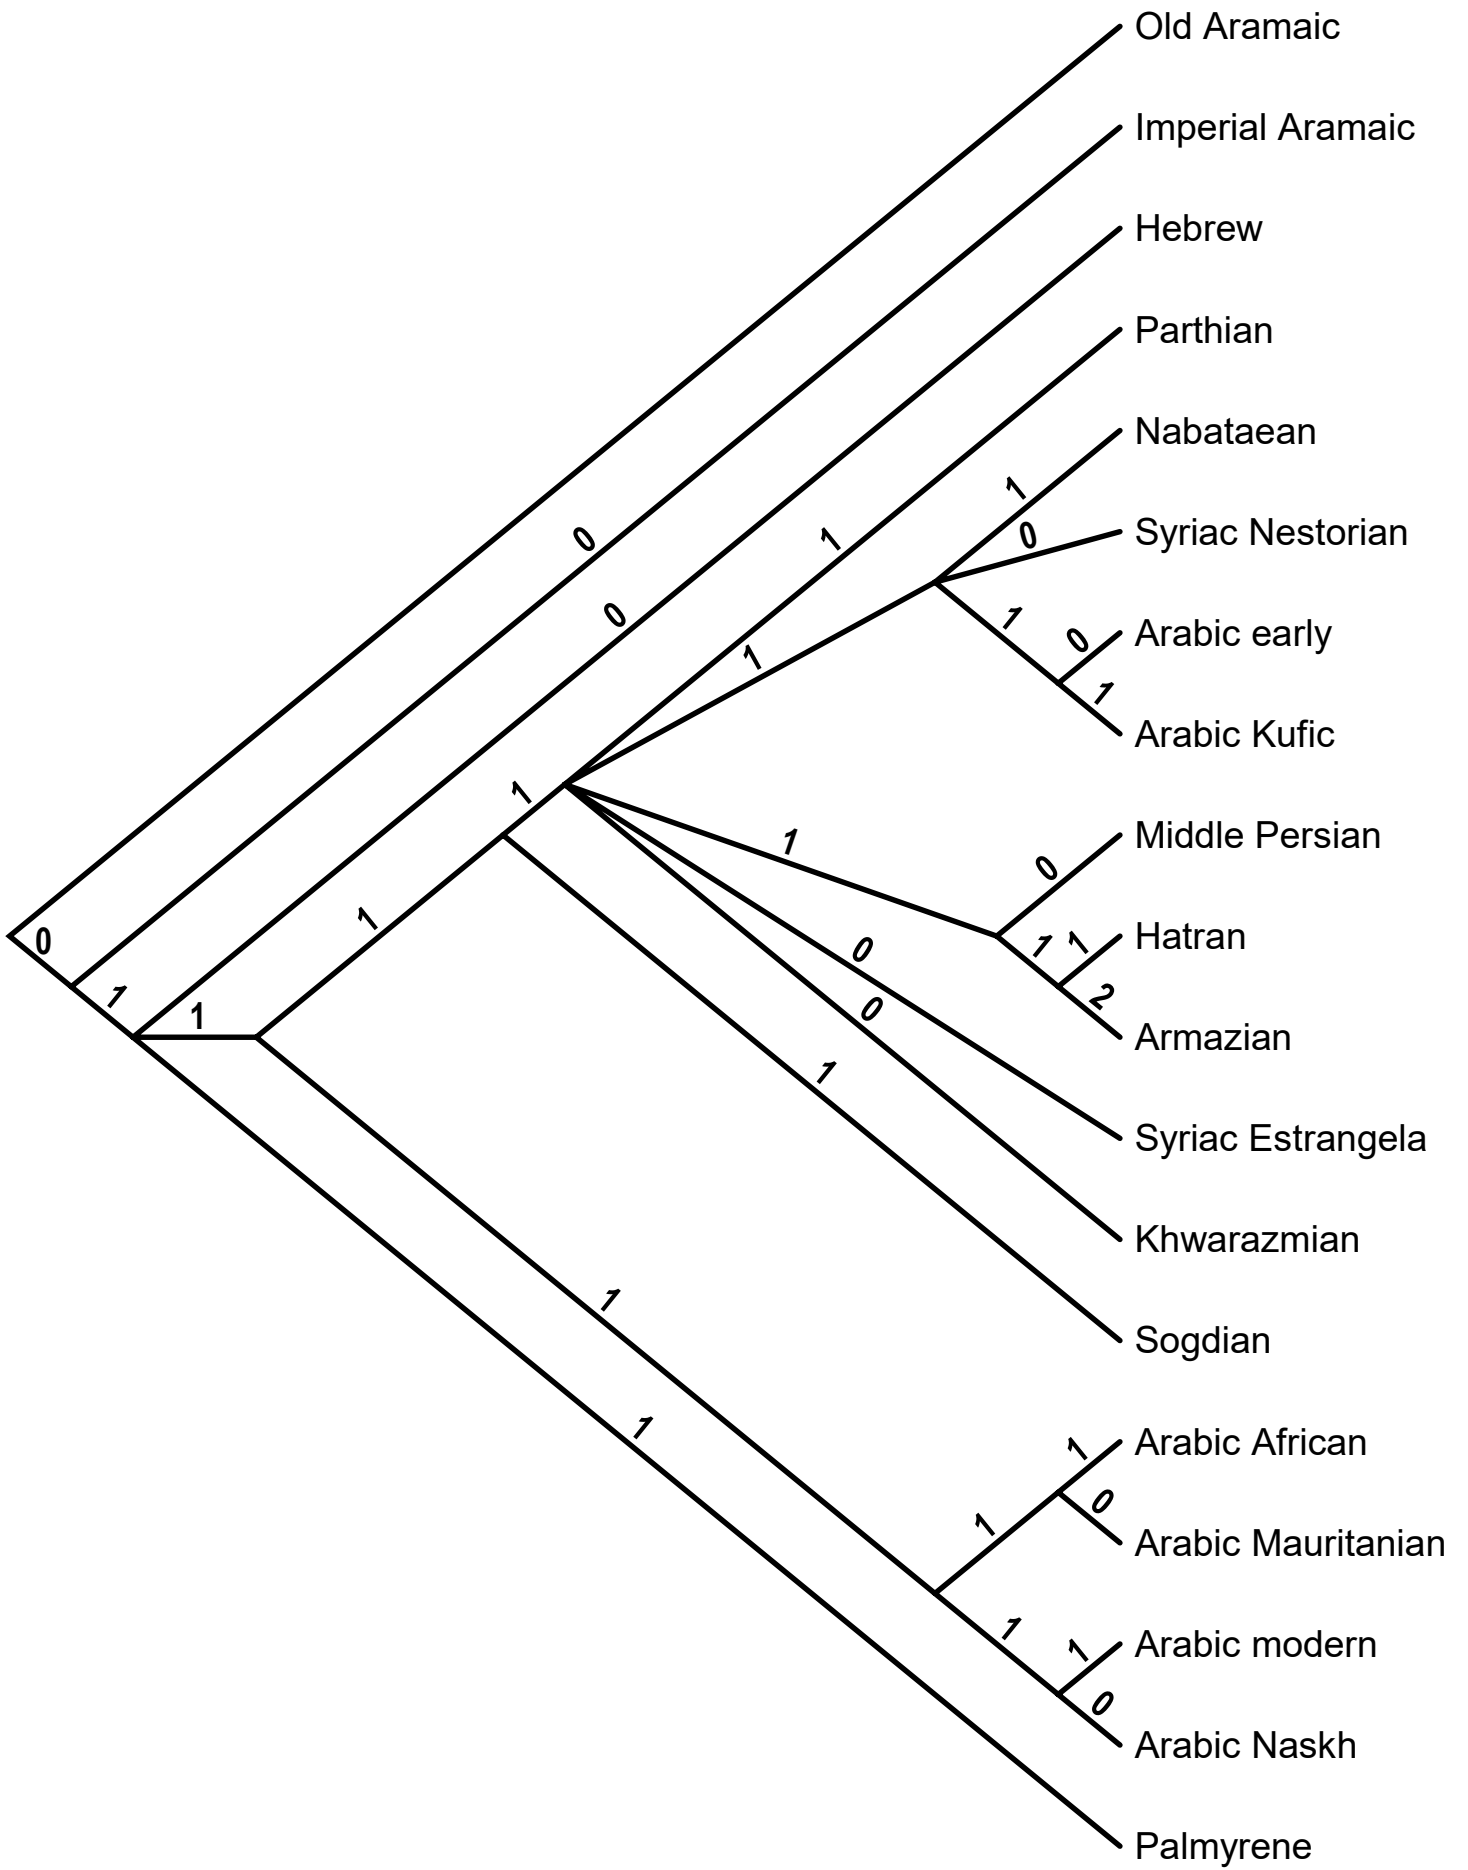 Old Aramaic
Imperial Aramaic
Hebrew
Parthian
Nabataean
1
Syriac Nestorian
0
0
1
0
1
Arabic early
1
0
1
Arabic Kufic
1
1
Middle Persian
1
0
Hatran
1
1
1
0
0
2
1
Armazian
1
0
1
Syriac Estrangela
Khwarazmian
1
Sogdian
1
1
Arabic African
1
0
1
Arabic Mauritanian
1
1
Arabic modern
0
Arabic Naskh
Palmyrene